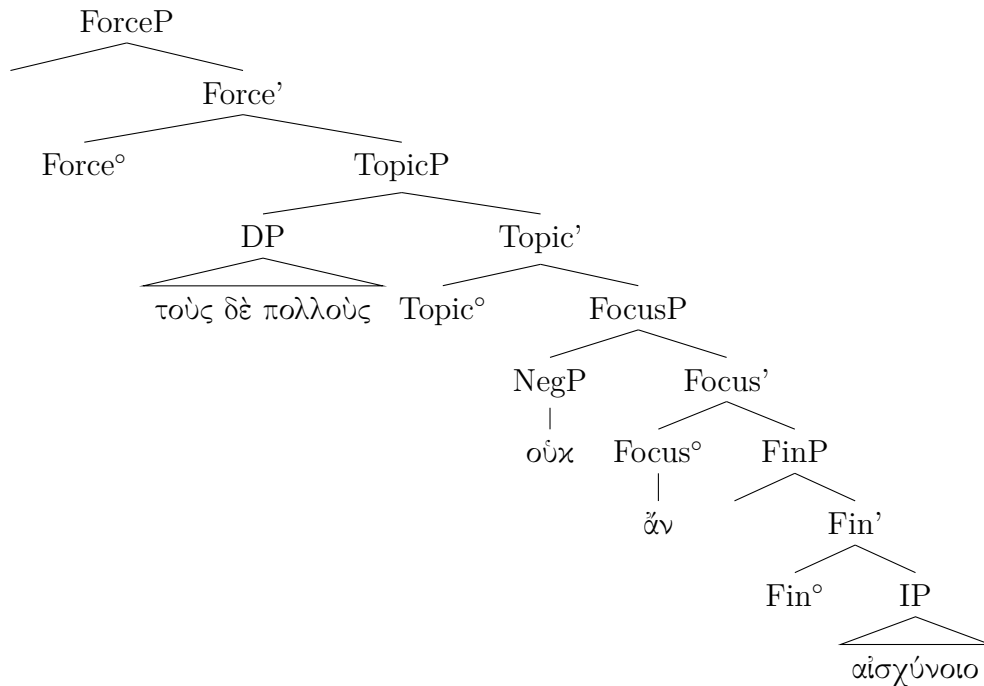 ForceP
Force’
Force° TopicP
DP Topic’
τοὺς δὲ πολλοὺς Topic° FocusP
NegP Focus’
οὐκ Focus° FinP
ἄν Fin’
Fin° IP
αἰσχύνοιο